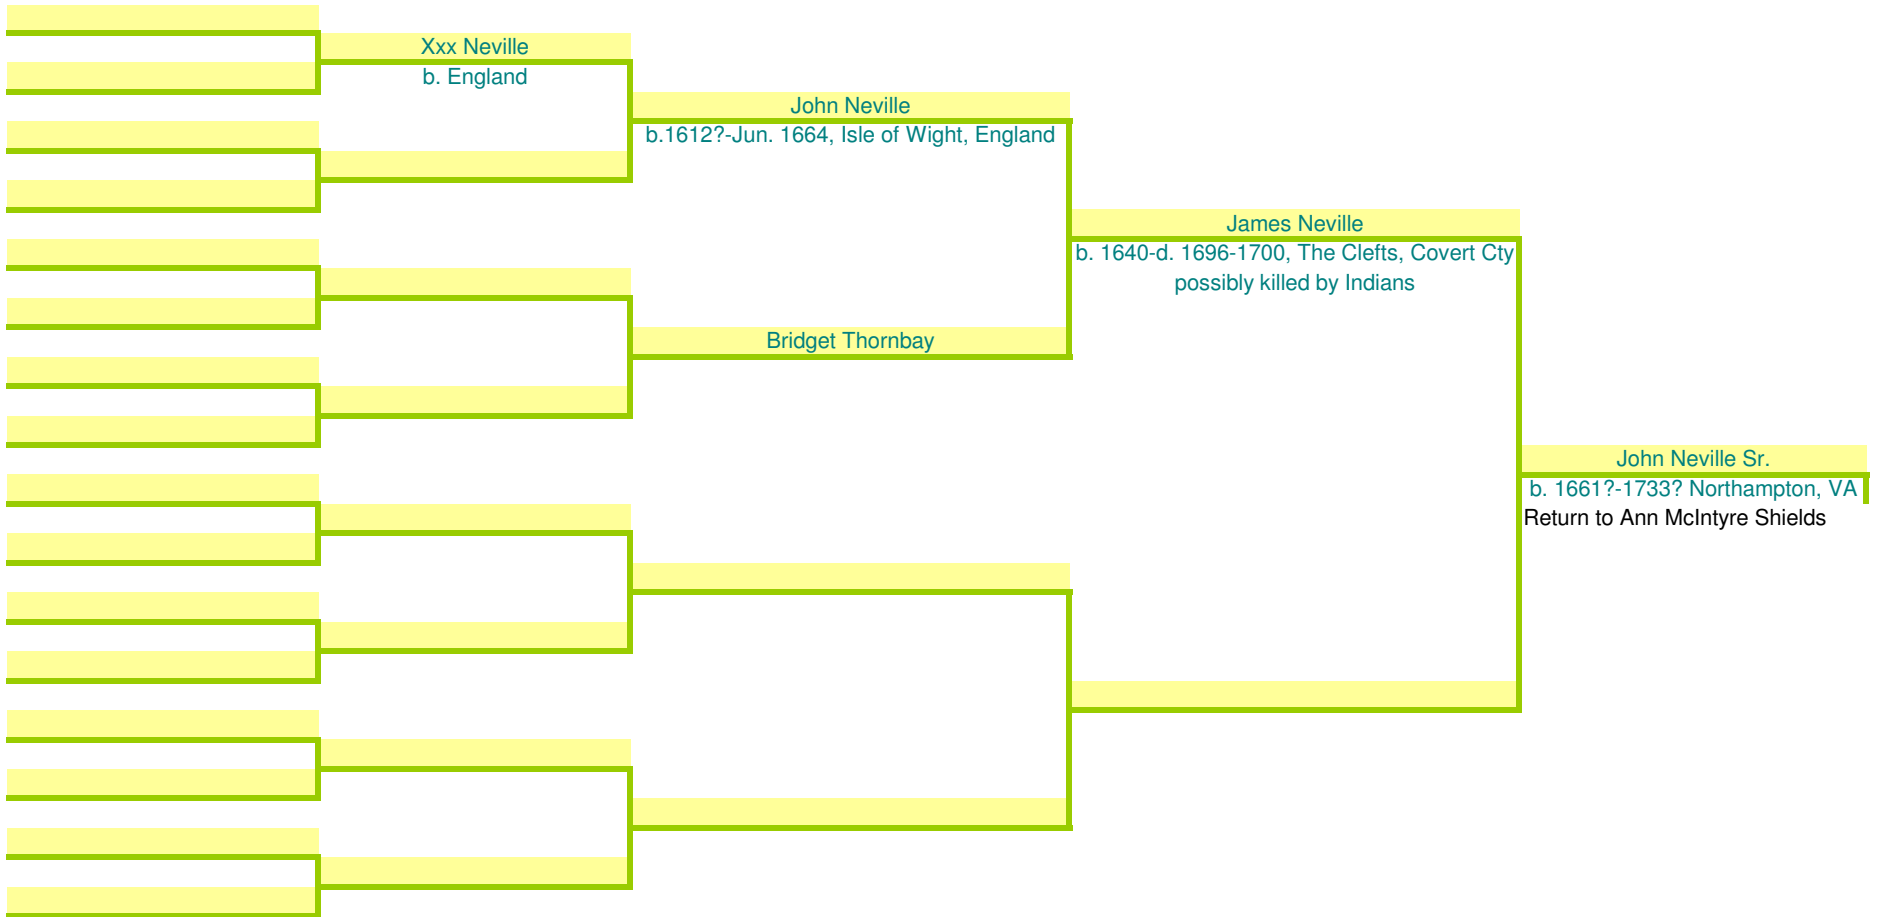 Xxx Neville
b. England
John Neville
b.1612?-Jun. 1664, Isle of Wight, England
James Neville
b. 1640-d. 1696-1700, The Clefts, Covert Cty
possibly killed by Indians
Bridget Thornbay
John Neville Sr.
b. 1661?-1733? Northampton, VA
Return to Ann McIntyre Shields